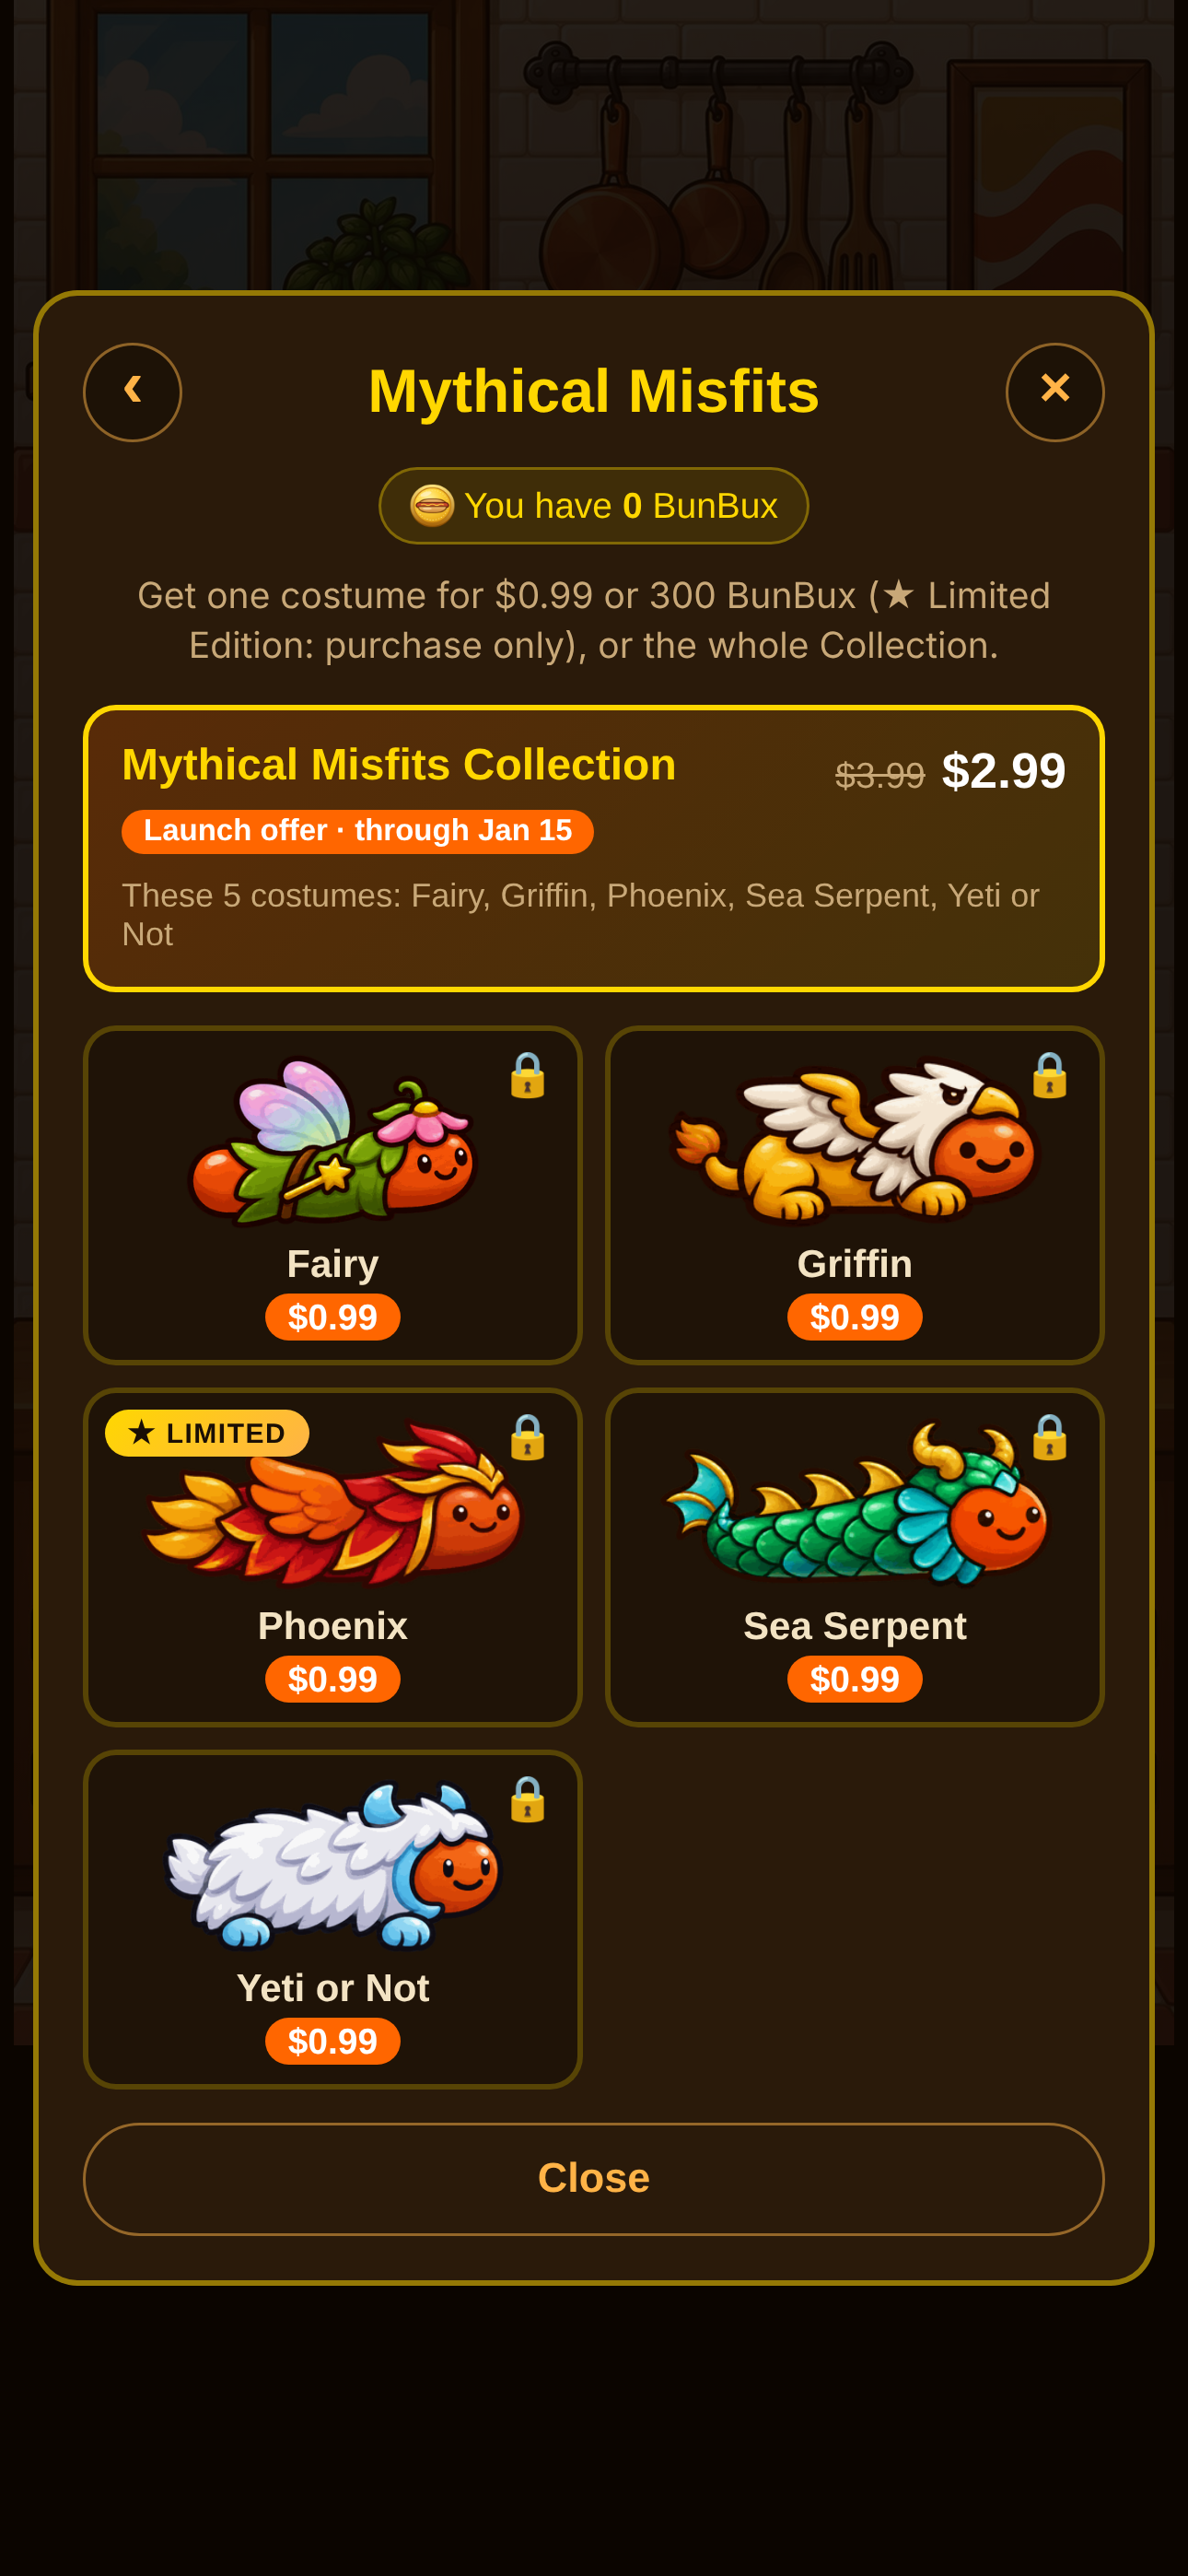 ‹
Mythical Misfits
✕
You have 0 BunBux
Get one costume for $0.99 or 300 BunBux (★ Limited
Edition: purchase only), or the whole Collection.
Mythical Misfits Collection
$3.99 $2.99
Launch offer · through Jan 15
These 5 costumes: Fairy, Griffin, Phoenix, Sea Serpent, Yeti or
Not
Fairy
$0.99
Griffin
$0.99
★ LIMITED
Phoenix
$0.99
Sea Serpent
$0.99
Yeti or Not
$0.99
Close